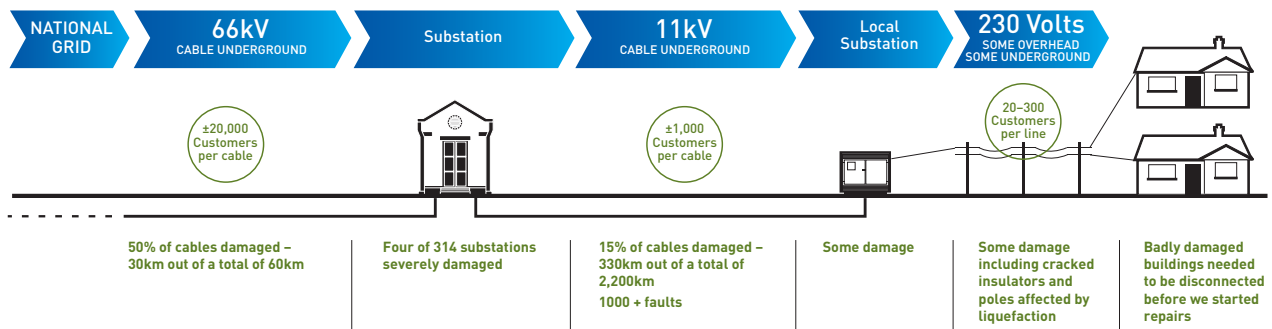 NATIONAL
GRID
66kV
CABLE UNDERGROUND
Substation
11kV
CABLE UNDERGROUND
Local
Substation
230 Volts
SOME OVERHEAD
SOME UNDERGROUND
±20,000
Customers
per cable
±1,000
Customers
per cable
20–300
Customers
per line
50% of cables damaged –
30km out of a total of 60km
Four of 314 substations
severely damaged
15% of cables damaged –
330km out of a total of
2,200km
1000 + faults
Some damage
Some damage
including cracked
insulators and
poles affected by
liquefaction
Badly damaged
buildings needed
to be disconnected
before we started
repairs